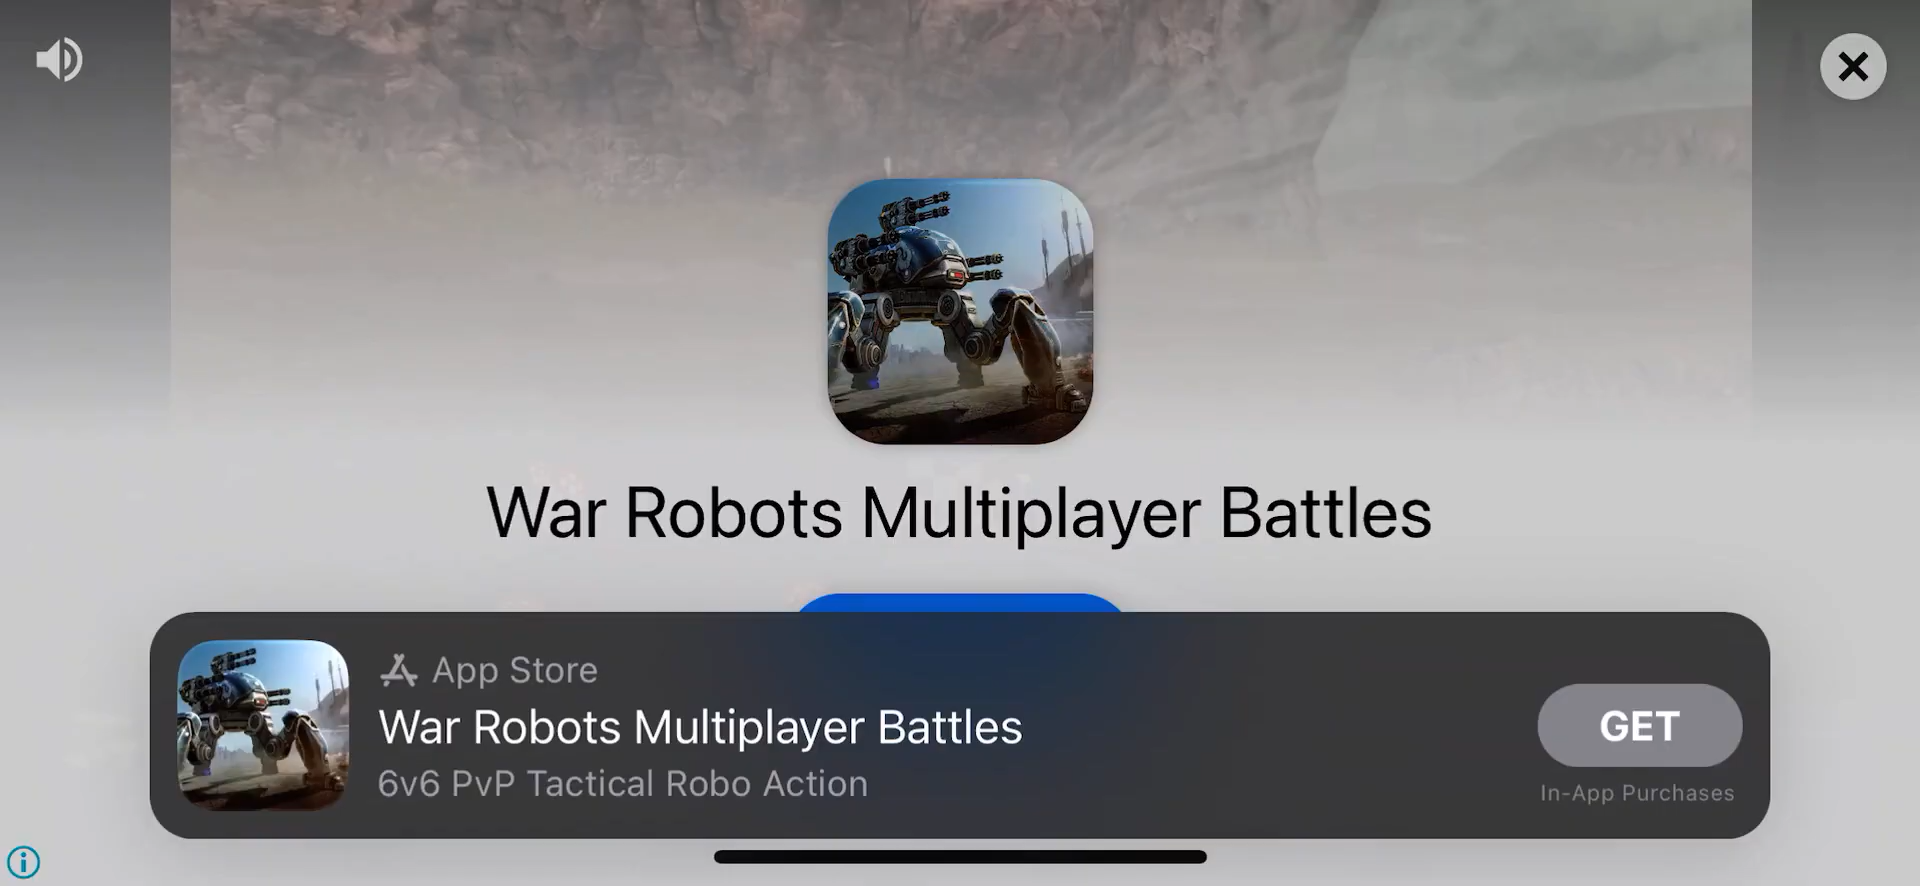 War Robots Multiplayer Battles
App Store
War Robots Multiplayer Battles
6v6 PvP Tactical Robo Action
GET
In-App Purchases